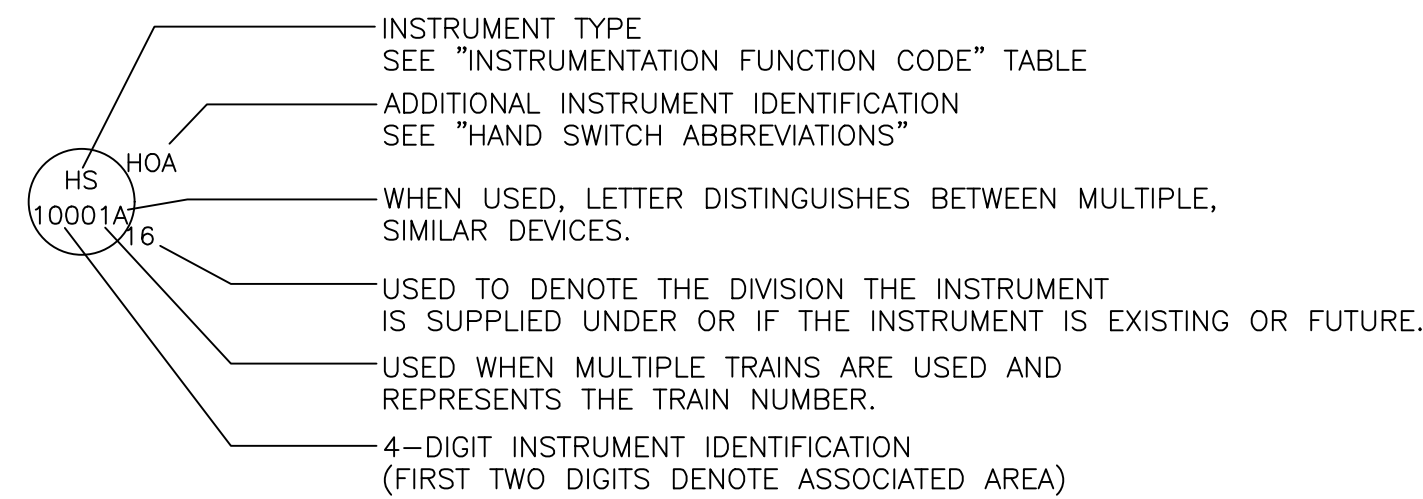 INSTRUMENT TYPE
SEE ”INSTRUMENTATION FUNCTION CODE” TABLE
ADDITIONAL INSTRUMENT IDENTIFICATION
SEE ”HAND SWITCH ABBREVIATIONS”
HOA
HS
10001A
16
WHEN USED, LETTER DISTINGUISHES BETWEEN MULTIPLE,
SIMILAR DEVICES.
USED TO DENOTE THE DIVISION THE INSTRUMENT
IS SUPPLIED UNDER OR IF THE INSTRUMENT IS EXISTING OR FUTURE.
USED WHEN MULTIPLE TRAINS ARE USED AND
REPRESENTS THE TRAIN NUMBER.
4–DIGIT INSTRUMENT IDENTIFICATION
(FIRST TWO DIGITS DENOTE ASSOCIATED AREA)